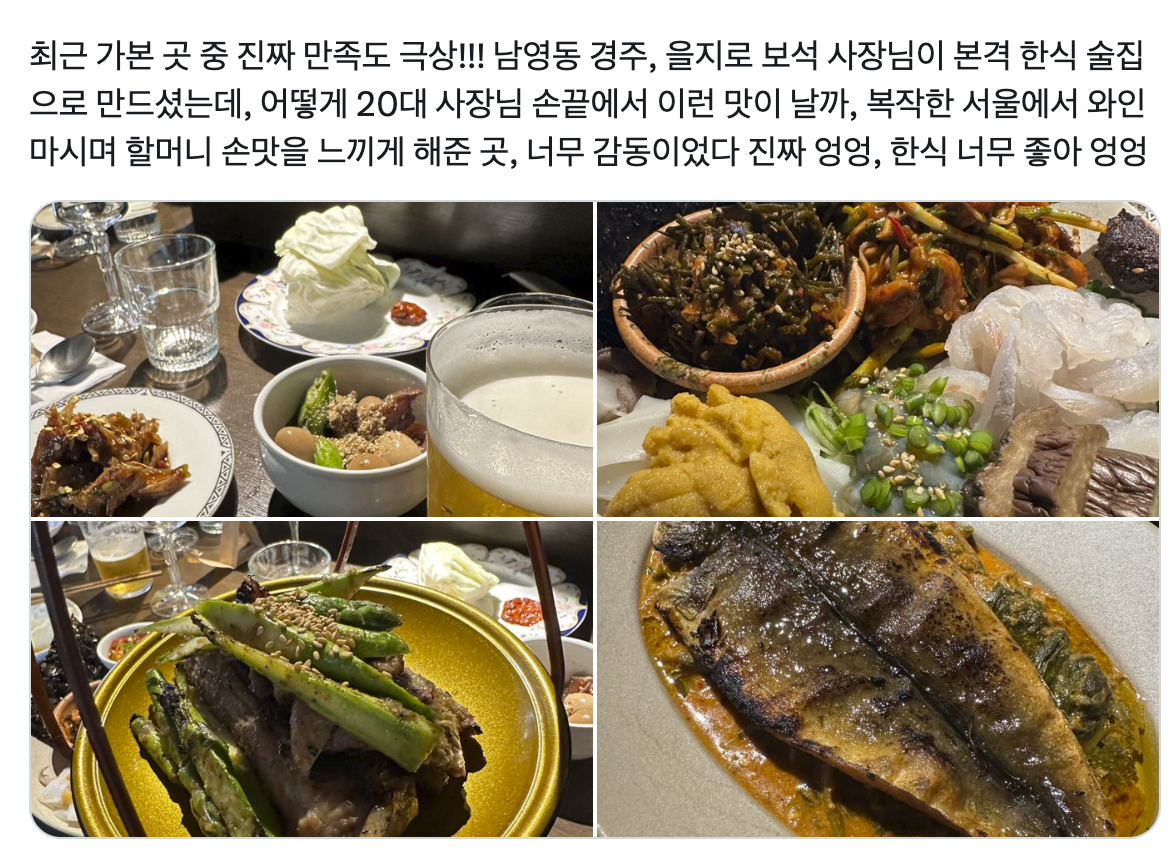 최근 가본 곳 중 진짜 만족도 극상!!! 남영동 경주, 을지로 보석 사장님이 본격 한식 술집
으로 만드셨는데, 어떻게 20대 사장님 손끝에서 이런 맛이 날까, 복작한 서울에서 와인
마시며 할머니 손맛을 느끼게 해준 곳, 너무 감동이었다 진짜 엉엉, 한식 너무 좋아 엉엉